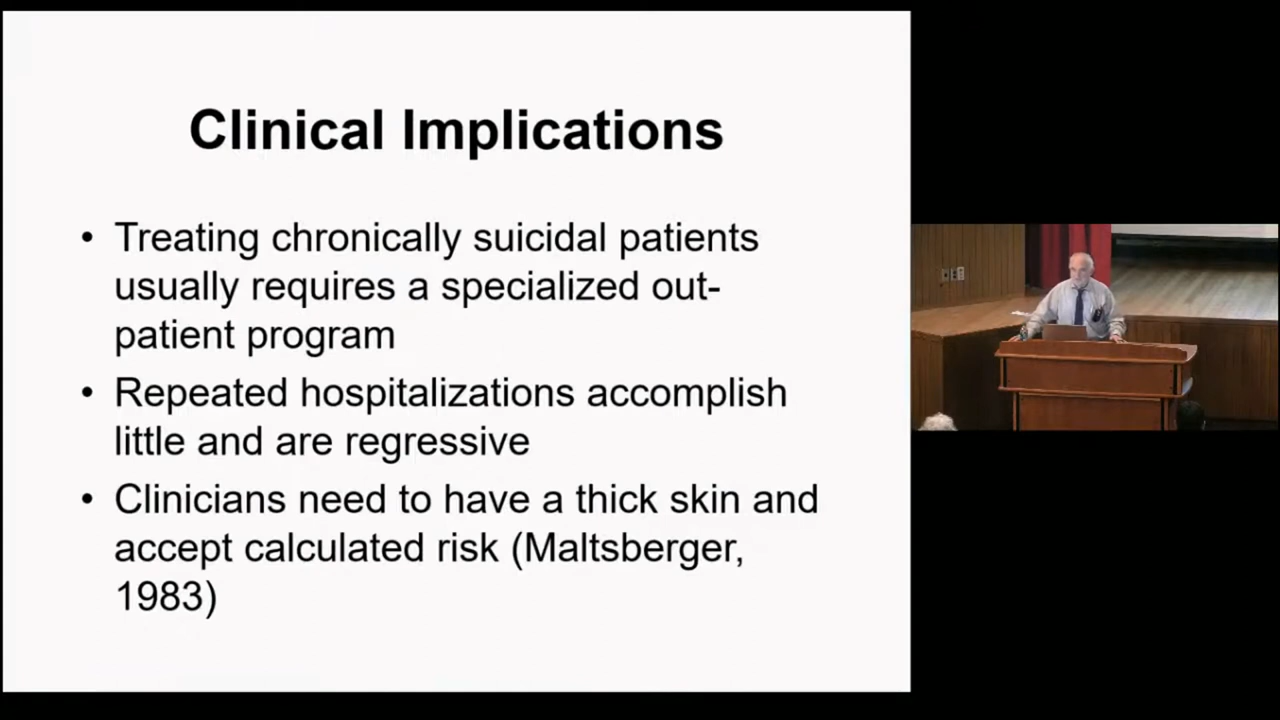 Clinical Implications
• Treating chronically suicidal patients
usually requires a specialized out-
patient program
• Repeated hospitalizations accomplish
little and are regressive
• Clinicians need to have a thick skin and
accept calculated risk (Maltsberger,
1983)